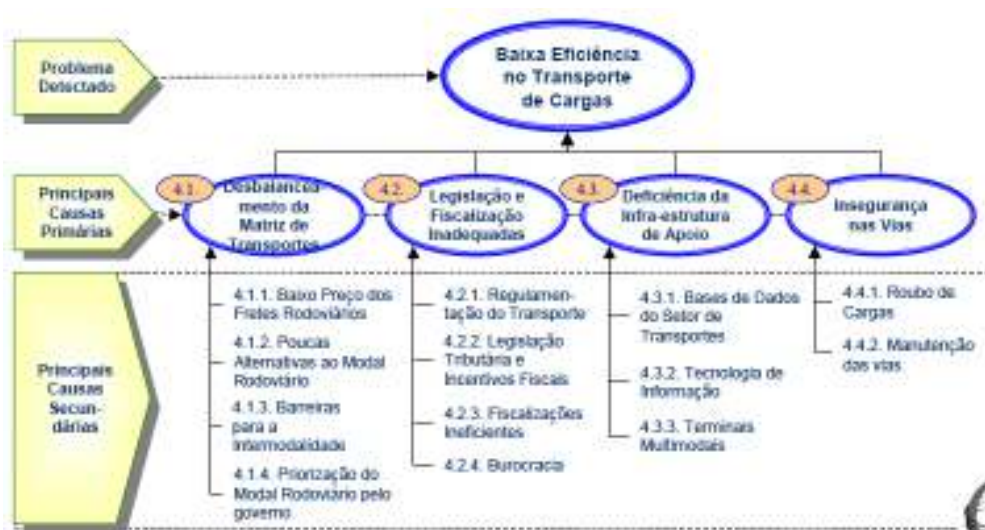 Problema
Detectado
Baixa Eficiência
no Transporte
de Cargas
Principais
Causas
Primárias
4.1.
Desbalancea
mento da
Matriz de
Transportes
4.2.
Legislação e
Fiscalização
Inadequadas
4.3.
Deficiência da
Infra-estrutura
de Apoio
4.4.
Insegurança
nas Vias
Principais
Causas
Secun-
dárias
4.1.1. Baixo Preço dos
Fretes Rodoviários
4.1.2. Poucas
Alternativas ao Modal
Rodoviário
4.1.3. Barreiras
para a
Intermodalidade
4.1.4. Priorização do
Modal Rodoviário pelo
governo
4.2.1. Regulamen-
tação do Transporte
4.2.2. Legislação
Tributária e
Incentivos Fiscais
4.2.3. Fiscalizações
Ineficientes
4.2.4. Burocracia
4.3.1. Bases de Dados
do Setor de
Transportes
4.3.2. Tecnologia de
Informação
4.3.3. Terminais
Multimodais
4.4.1. Roubo de
Cargas
4.4.2. Manutenção
das vias